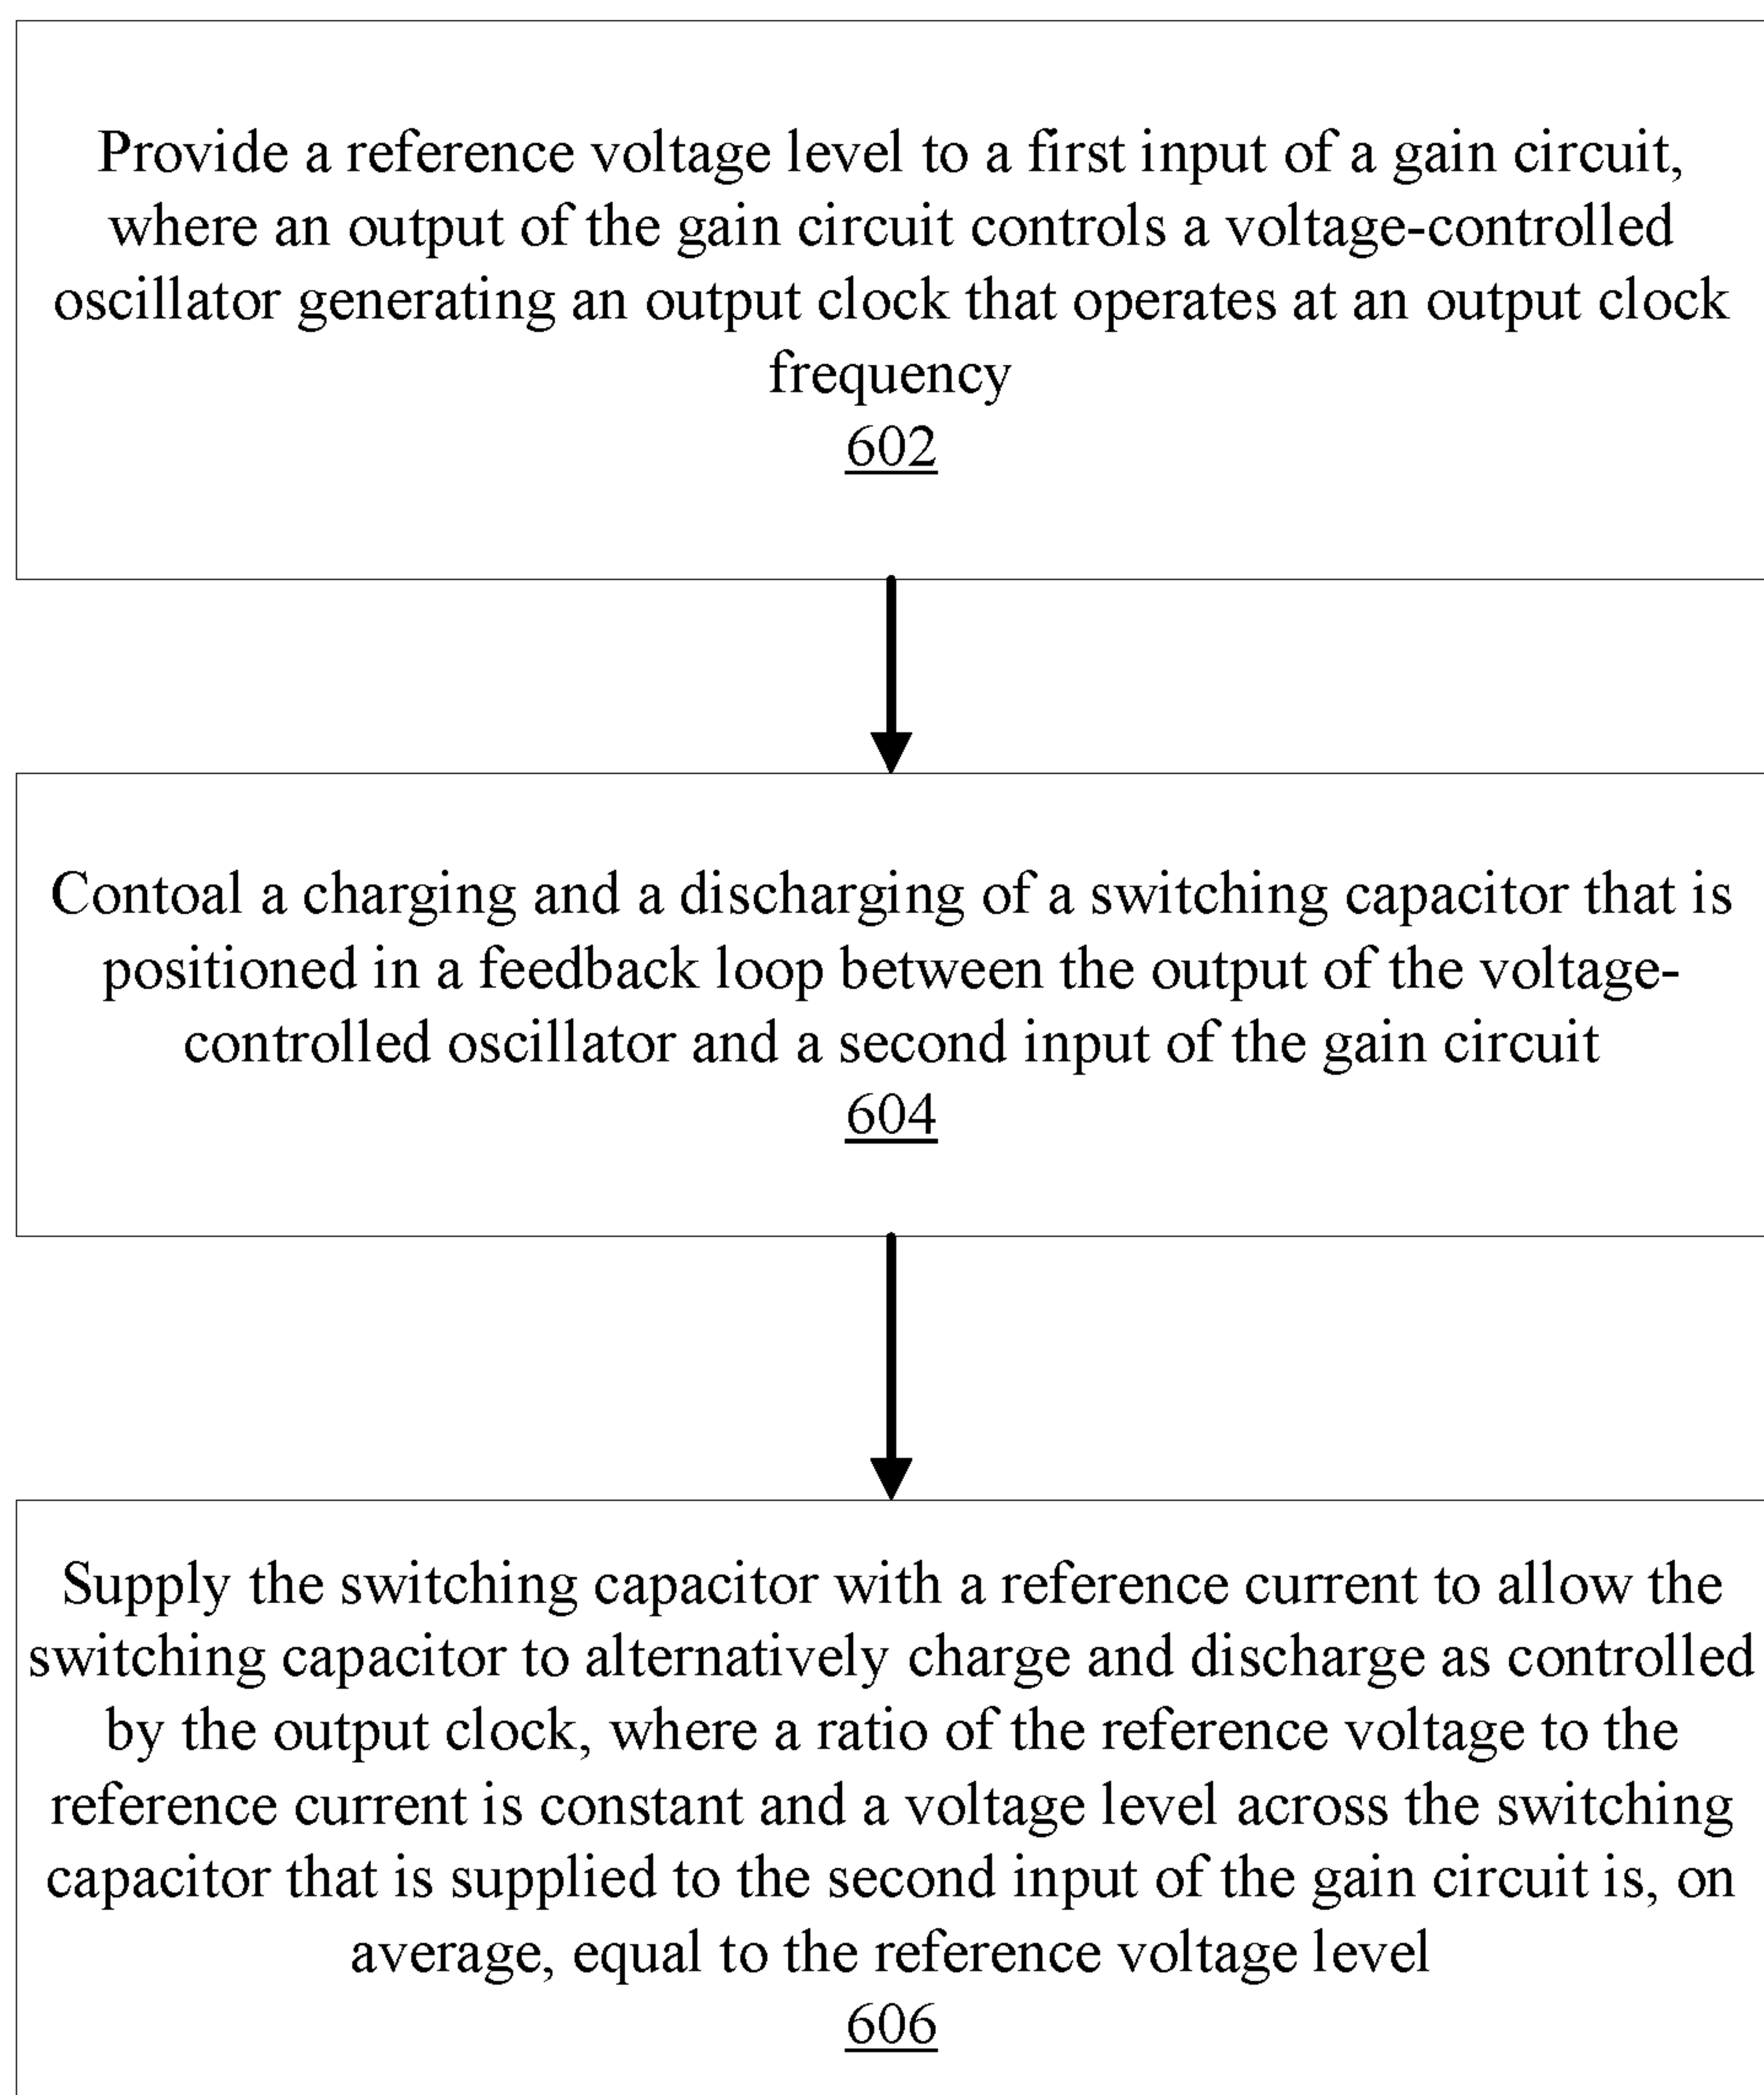 Provide a reference voltage level to a first input of a gain circuit,
where an output of the gain circuit controls a voltage-controlled
oscillator generating an output clock that operates at an output clock
frequency
602
Contoal a charging and a discharging of a switching capacitor that is
positioned in a feedback loop between the output of the voltage-
controlled oscillator and a second input of the gain circuit
604
Supply the switching capacitor with a reference current to allow the
switching capacitor to alternatively charge and discharge as controlled
by the output clock, where a ratio of the reference voltage to the
reference current is constant and a voltage level across the switching
capacitor that is supplied to the second input of the gain circuit is, on
average, equal to the reference voltage level
606